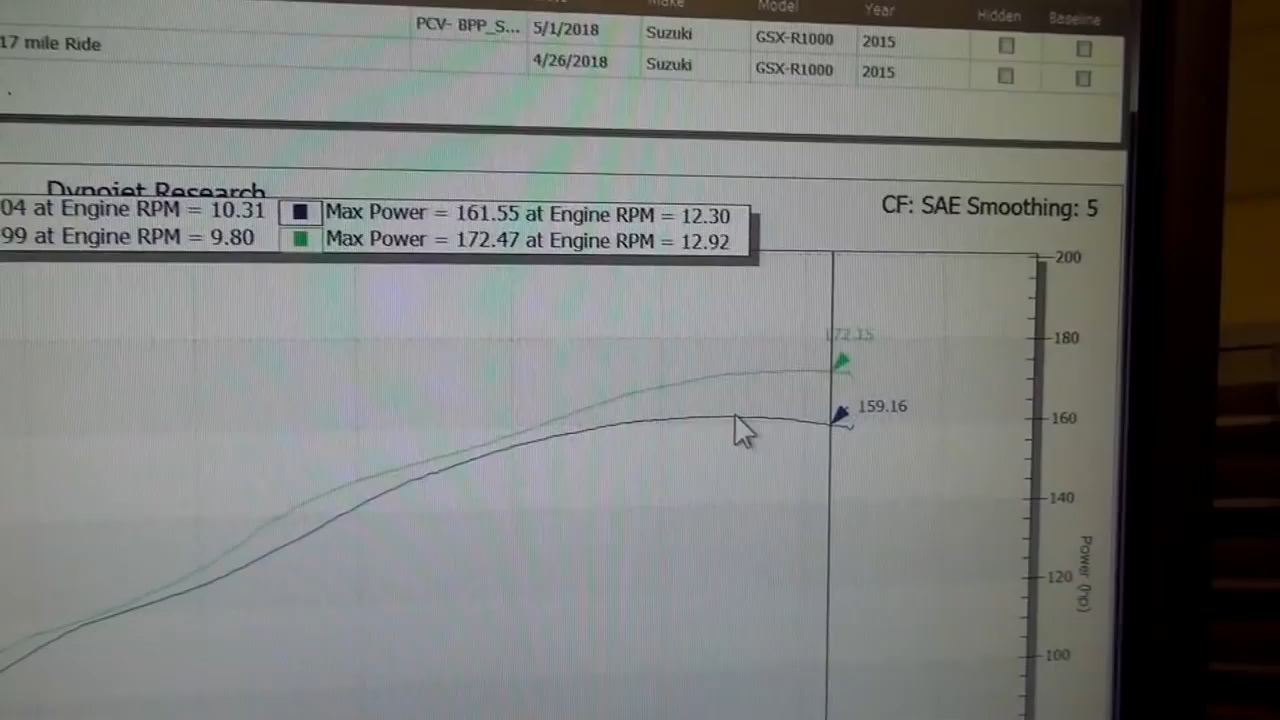 Make Model Year Hidden Baseline
PCV- BPP_S... 5/1/2018 Suzuki GSX-R1000 2015
17 mile Ride 4/26/2018 Suzuki GSX-R1000 2015
Dynojet Research
CF: SAE Smoothing: 5
04 at Engine RPM = 10.31 Max Power = 161.55 at Engine RPM = 12.30
99 at Engine RPM = 9.80 Max Power = 172.47 at Engine RPM = 12.92
200
172.15
180
159.16
160
140
120
Power (hp)
100